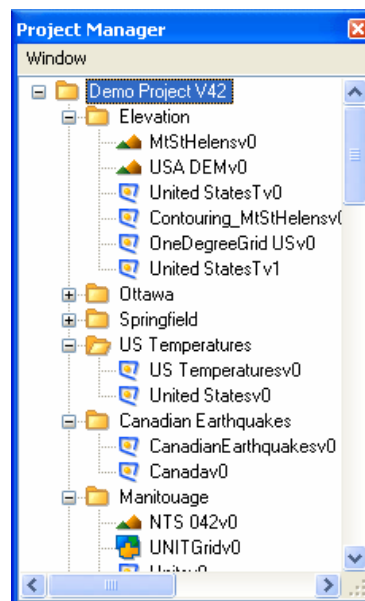 Project Manager
Window
Demo Project V42
Elevation
MtStHelensv0
USA DEMv0
United StatesTv0
Contouring_MtStHelensv(
OneDegreeGrid USv0
United StatesTv1
Ottawa
Springfield
US Temperatures
US Temperaturesv0
United Statesv0
Canadian Earthquakes
CanadianEarthquakesv0
Canadav0
Manitouage
NTS 042v0
UNITGridv0